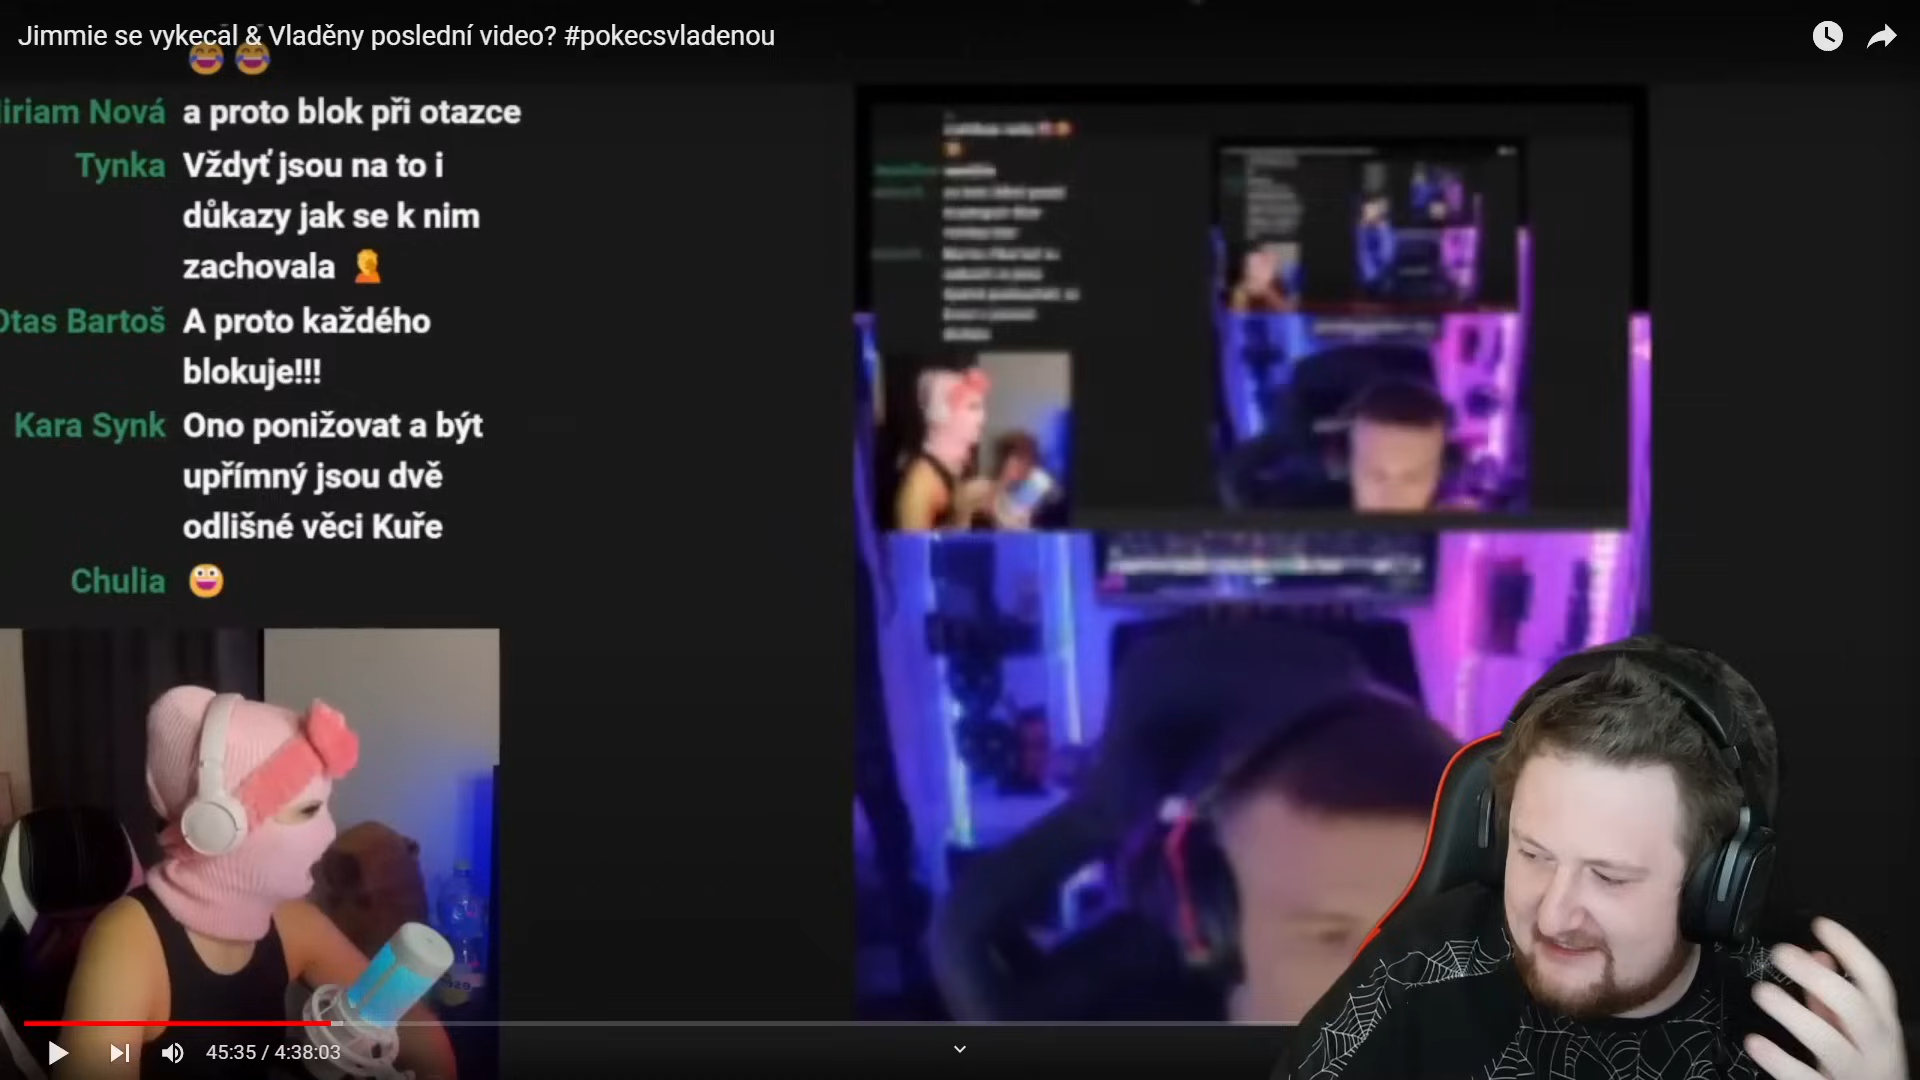 Jimmie se vykecal & Vladěny poslední video? #pokecsvladenou
😂 😂
iriam Nová a proto blok při otazce
Tynka Vždyť jsou na to i
důkazy jak se k nim
zachovala 🤦
Otas Bartoš A proto každého
blokuje!!!
Kara Synk Ono ponižovat a být
upřímný jsou dvě
odlišné věci Kuře
Chulia 😀
45:35 / 4:38:03